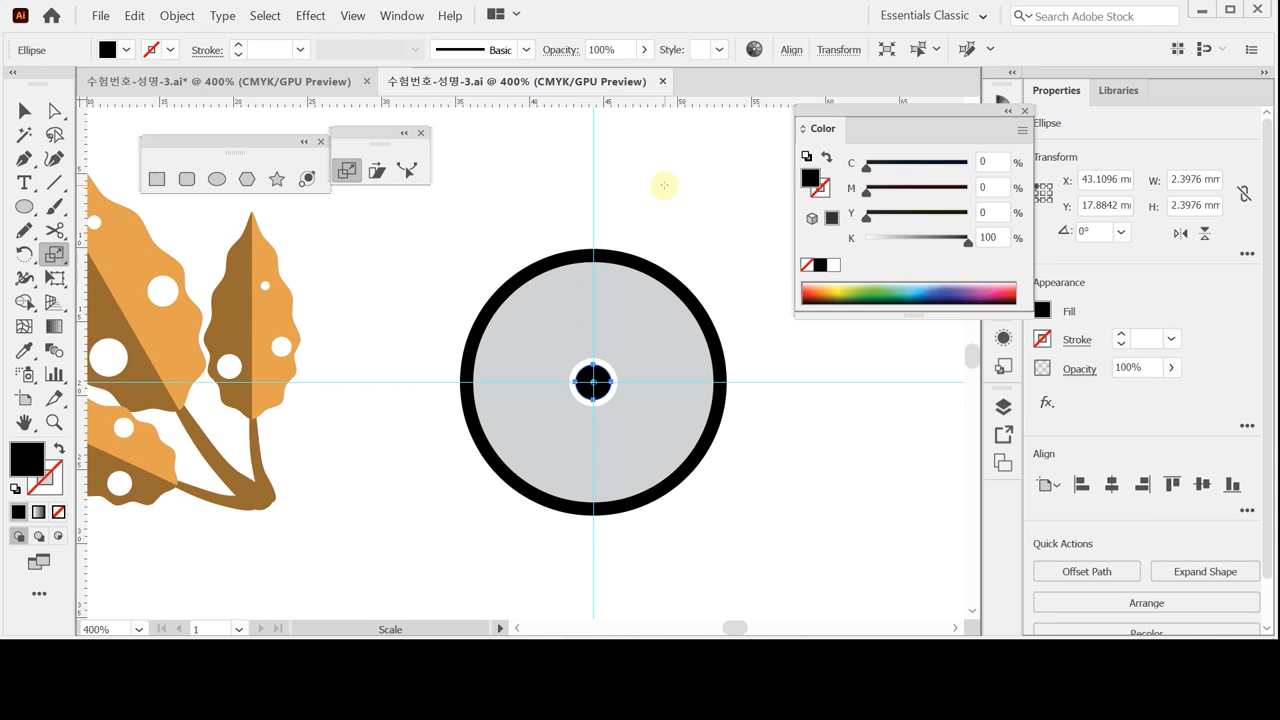 Ai File Edit Object Type Select Effect View Window Help Essentials Classic Search Adobe Stock
Ellipse Stroke: Basic Opacity: 100% Style: Align Transform
수험번호-성명-3.ai* @ 400% (CMYK/GPU Preview) 수험번호-성명-3.ai @ 400% (CMYK/GPU Preview)
Properties Libraries
Color
C 0 %
M 0 %
Y 0 %
K 100 %
Ellipse
Transform
X: 43.1096 mm W: 2.3976 mm
Y: 17.8842 mm H: 2.3976 mm
0°
Appearance
Fill
Stroke
Opacity 100%
fx.
Align
Quick Actions
Offset Path Expand Shape
Arrange
Recolor
400% 1 Scale